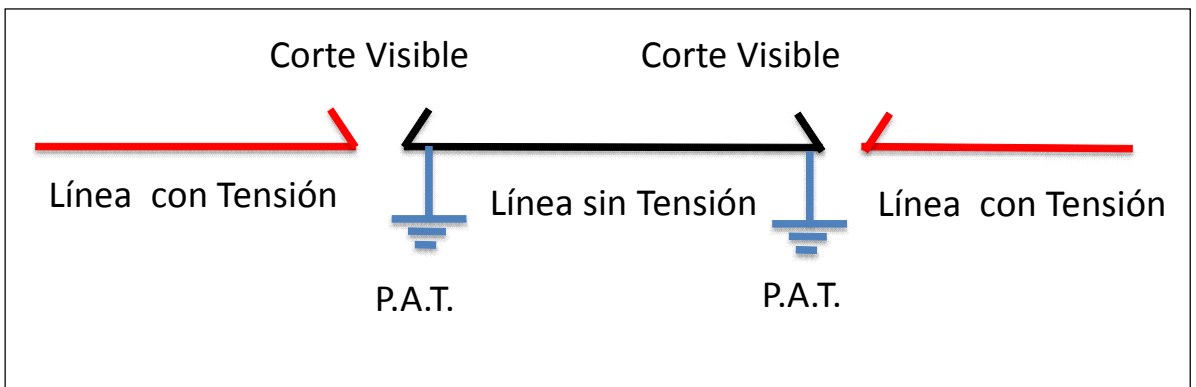 Corte Visible
Corte Visible
Línea con Tensión
Línea sin Tensión
Línea con Tensión
P.A.T.
P.A.T.